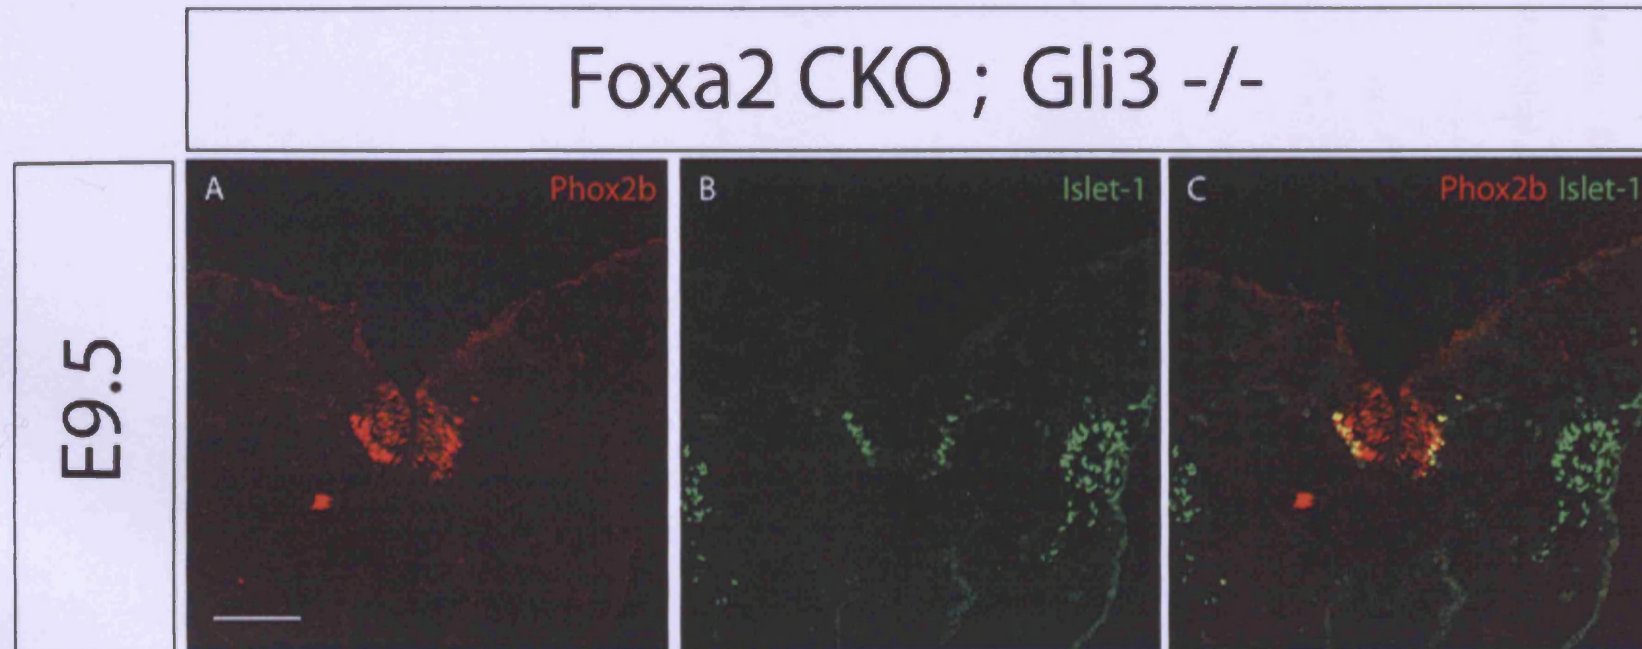 Foxa2 CKO ; Gli3 -/-
E9.5
A
Phox2b
B
Islet-1
C
Phox2b Islet-1